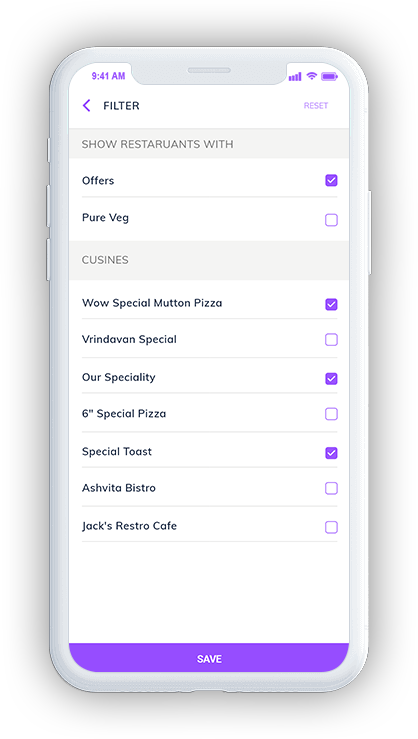 9:41 AM
FILTER
RESET
SHOW RESTARUANTS WITH
Offers
Pure Veg
CUSINES
Wow Special Mutton Pizza
Vrindavan Special
Our Speciality
6" Special Pizza
Special Toast
Ashvita Bistro
Jack's Restro Cafe
SAVE